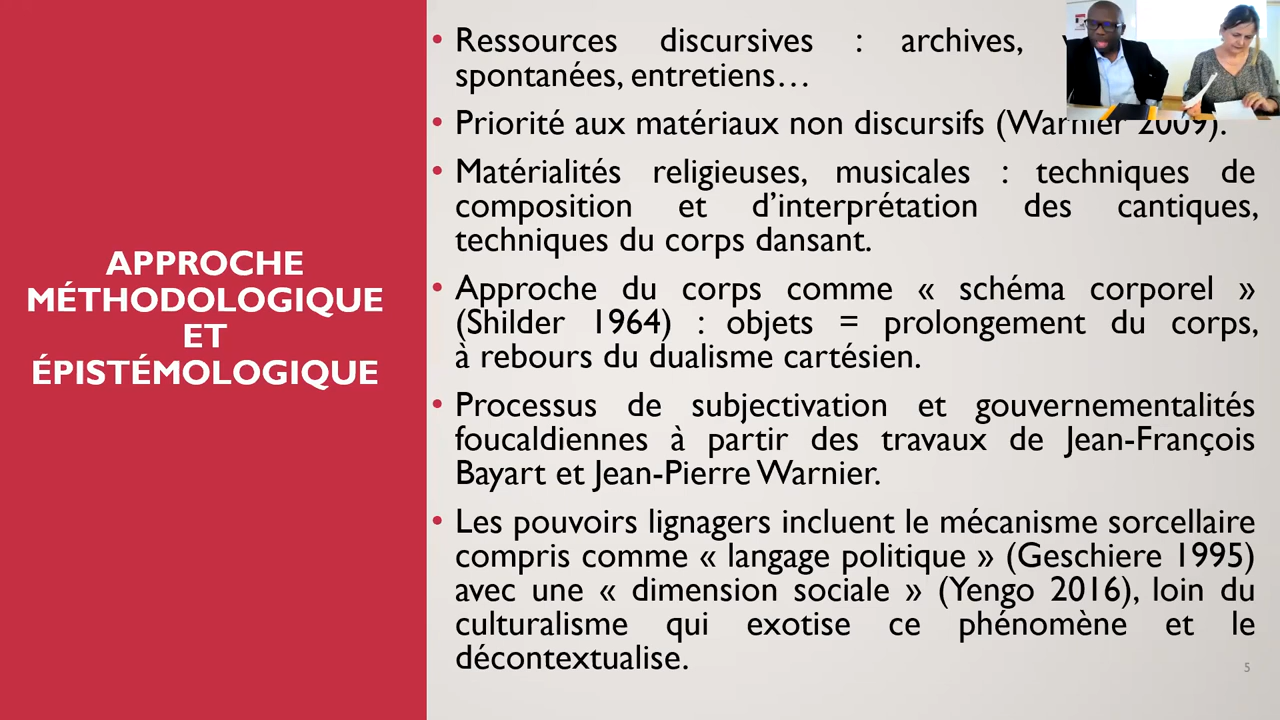 APPROCHE
MÉTHODOLOGIQUE
ET
ÉPISTÉMOLOGIQUE
• Ressources discursives : archives,
spontanées, entretiens…
• Priorité aux matériaux non discursifs (Warnier 2009).
• Matérialités religieuses, musicales : techniques de
composition et d’interprétation des cantiques,
techniques du corps dansant.
• Approche du corps comme « schéma corporel »
(Shilder 1964) : objets = prolongement du corps,
à rebours du dualisme cartésien.
• Processus de subjectivation et gouvernementalités
foucaldiennes à partir des travaux de Jean-François
Bayart et Jean-Pierre Warnier.
• Les pouvoirs lignagers incluent le mécanisme sorcellaire
compris comme « langage politique » (Geschiere 1995)
avec une « dimension sociale » (Yengo 2016), loin du
culturalisme qui exotise ce phénomène et le
décontextualise.
5